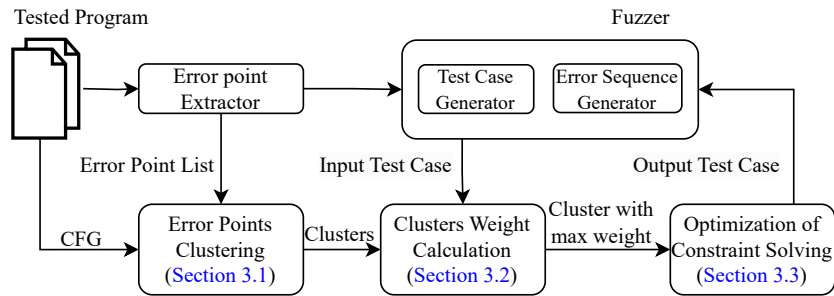 Tested Program
Fuzzer
Error point
Extractor
Test Case
Generator
Error Sequence
Generator
Error Point List
Input Test Case
Output Test Case
CFG
Error Points
Clustering
(Section 3.1)
Clusters
Clusters Weight
Calculation
(Section 3.2)
Cluster with
max weight
Optimization of
Constraint Solving
(Section 3.3)